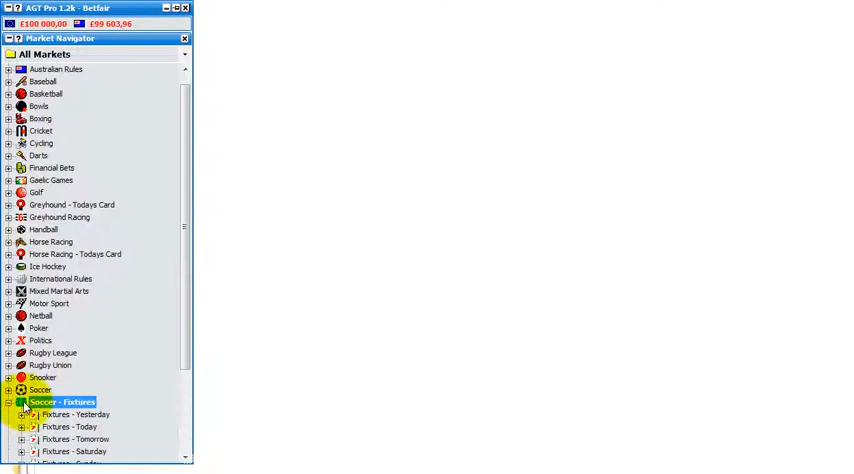 AGT Pro 1.2k - Betfair
£100 000,00 £99 603,96
Market Navigator
All Markets
Australian Rules
Baseball
Basketball
Bowls
Boxing
Cricket
Cycling
Darts
Financial Bets
Gaelic Games
Golf
Greyhound - Todays Card
Greyhound Racing
Handball
Horse Racing
Horse Racing - Todays Card
Ice Hockey
International Rules
Mixed Martial Arts
Motor Sport
Netball
Poker
Politics
Rugby League
Rugby Union
Snooker
Soccer
Soccer - Fixtures
Fixtures - Yesterday
Fixtures - Today
Fixtures - Tomorrow
Fixtures - Saturday
Fixtures - Sunday